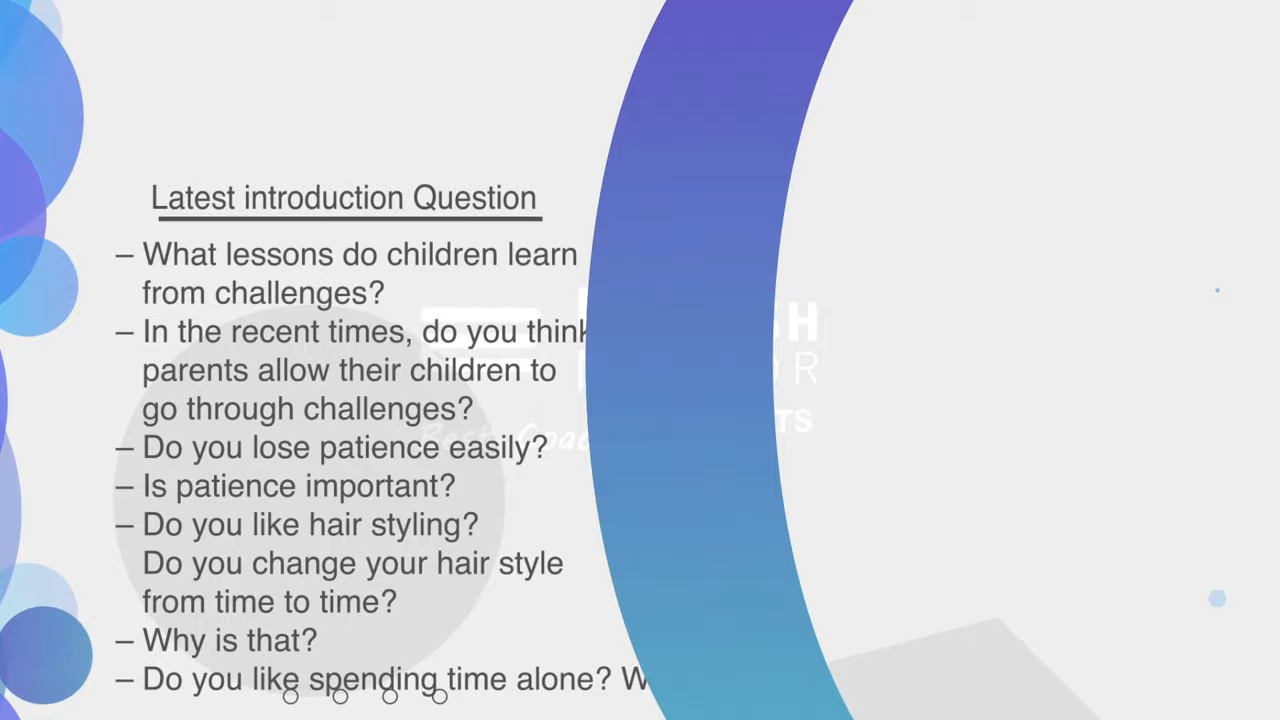 Latest introduction Question
– What lessons do children learn
from challenges?
– In the recent times, do you think
parents allow their children to
go through challenges?
– Do you lose patience easily?
– Is patience important?
– Do you like hair styling?
Do you change your hair style
from time to time?
– Why is that?
– Do you like spending time alone?